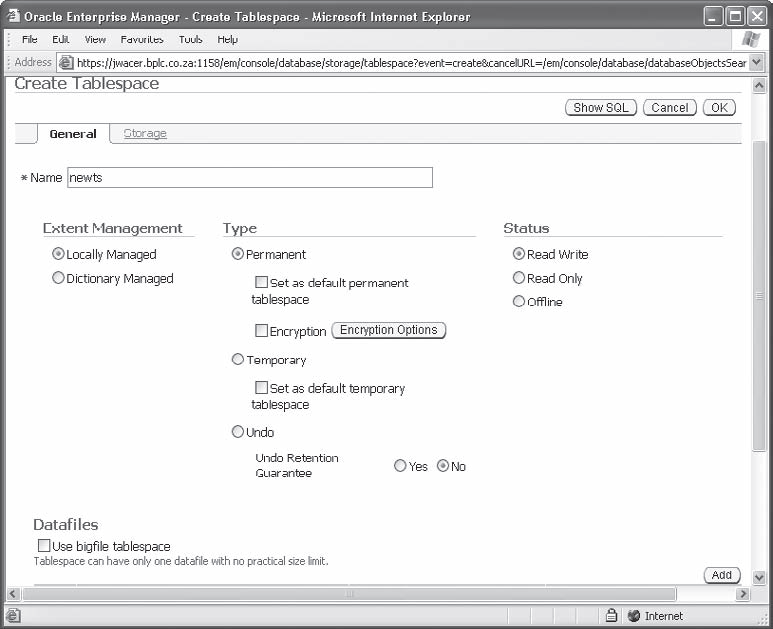 Oracle Enterprise Manager - Create Tablespace - Microsoft Internet Explorer
File Edit View Favorites Tools Help
Address https://jwacer.bplc.co.za:1158/em/console/database/storage/tablespace?event=create&cancelURL=/em/console/database/databaseObjectsSear
Create Tablespace
Show SQL Cancel OK
General Storage
* Name newts
Extent Management Type Status
Locally Managed Permanent Read Write
Dictionary Managed Set as default permanent Read Only
tablespace Offline
Encryption Encryption Options
Temporary
Set as default temporary
tablespace
Undo
Undo Retention
Guarantee Yes No
Datafiles
Use bigfile tablespace
Tablespace can have only one datafile with no practical size limit.
Add
Internet